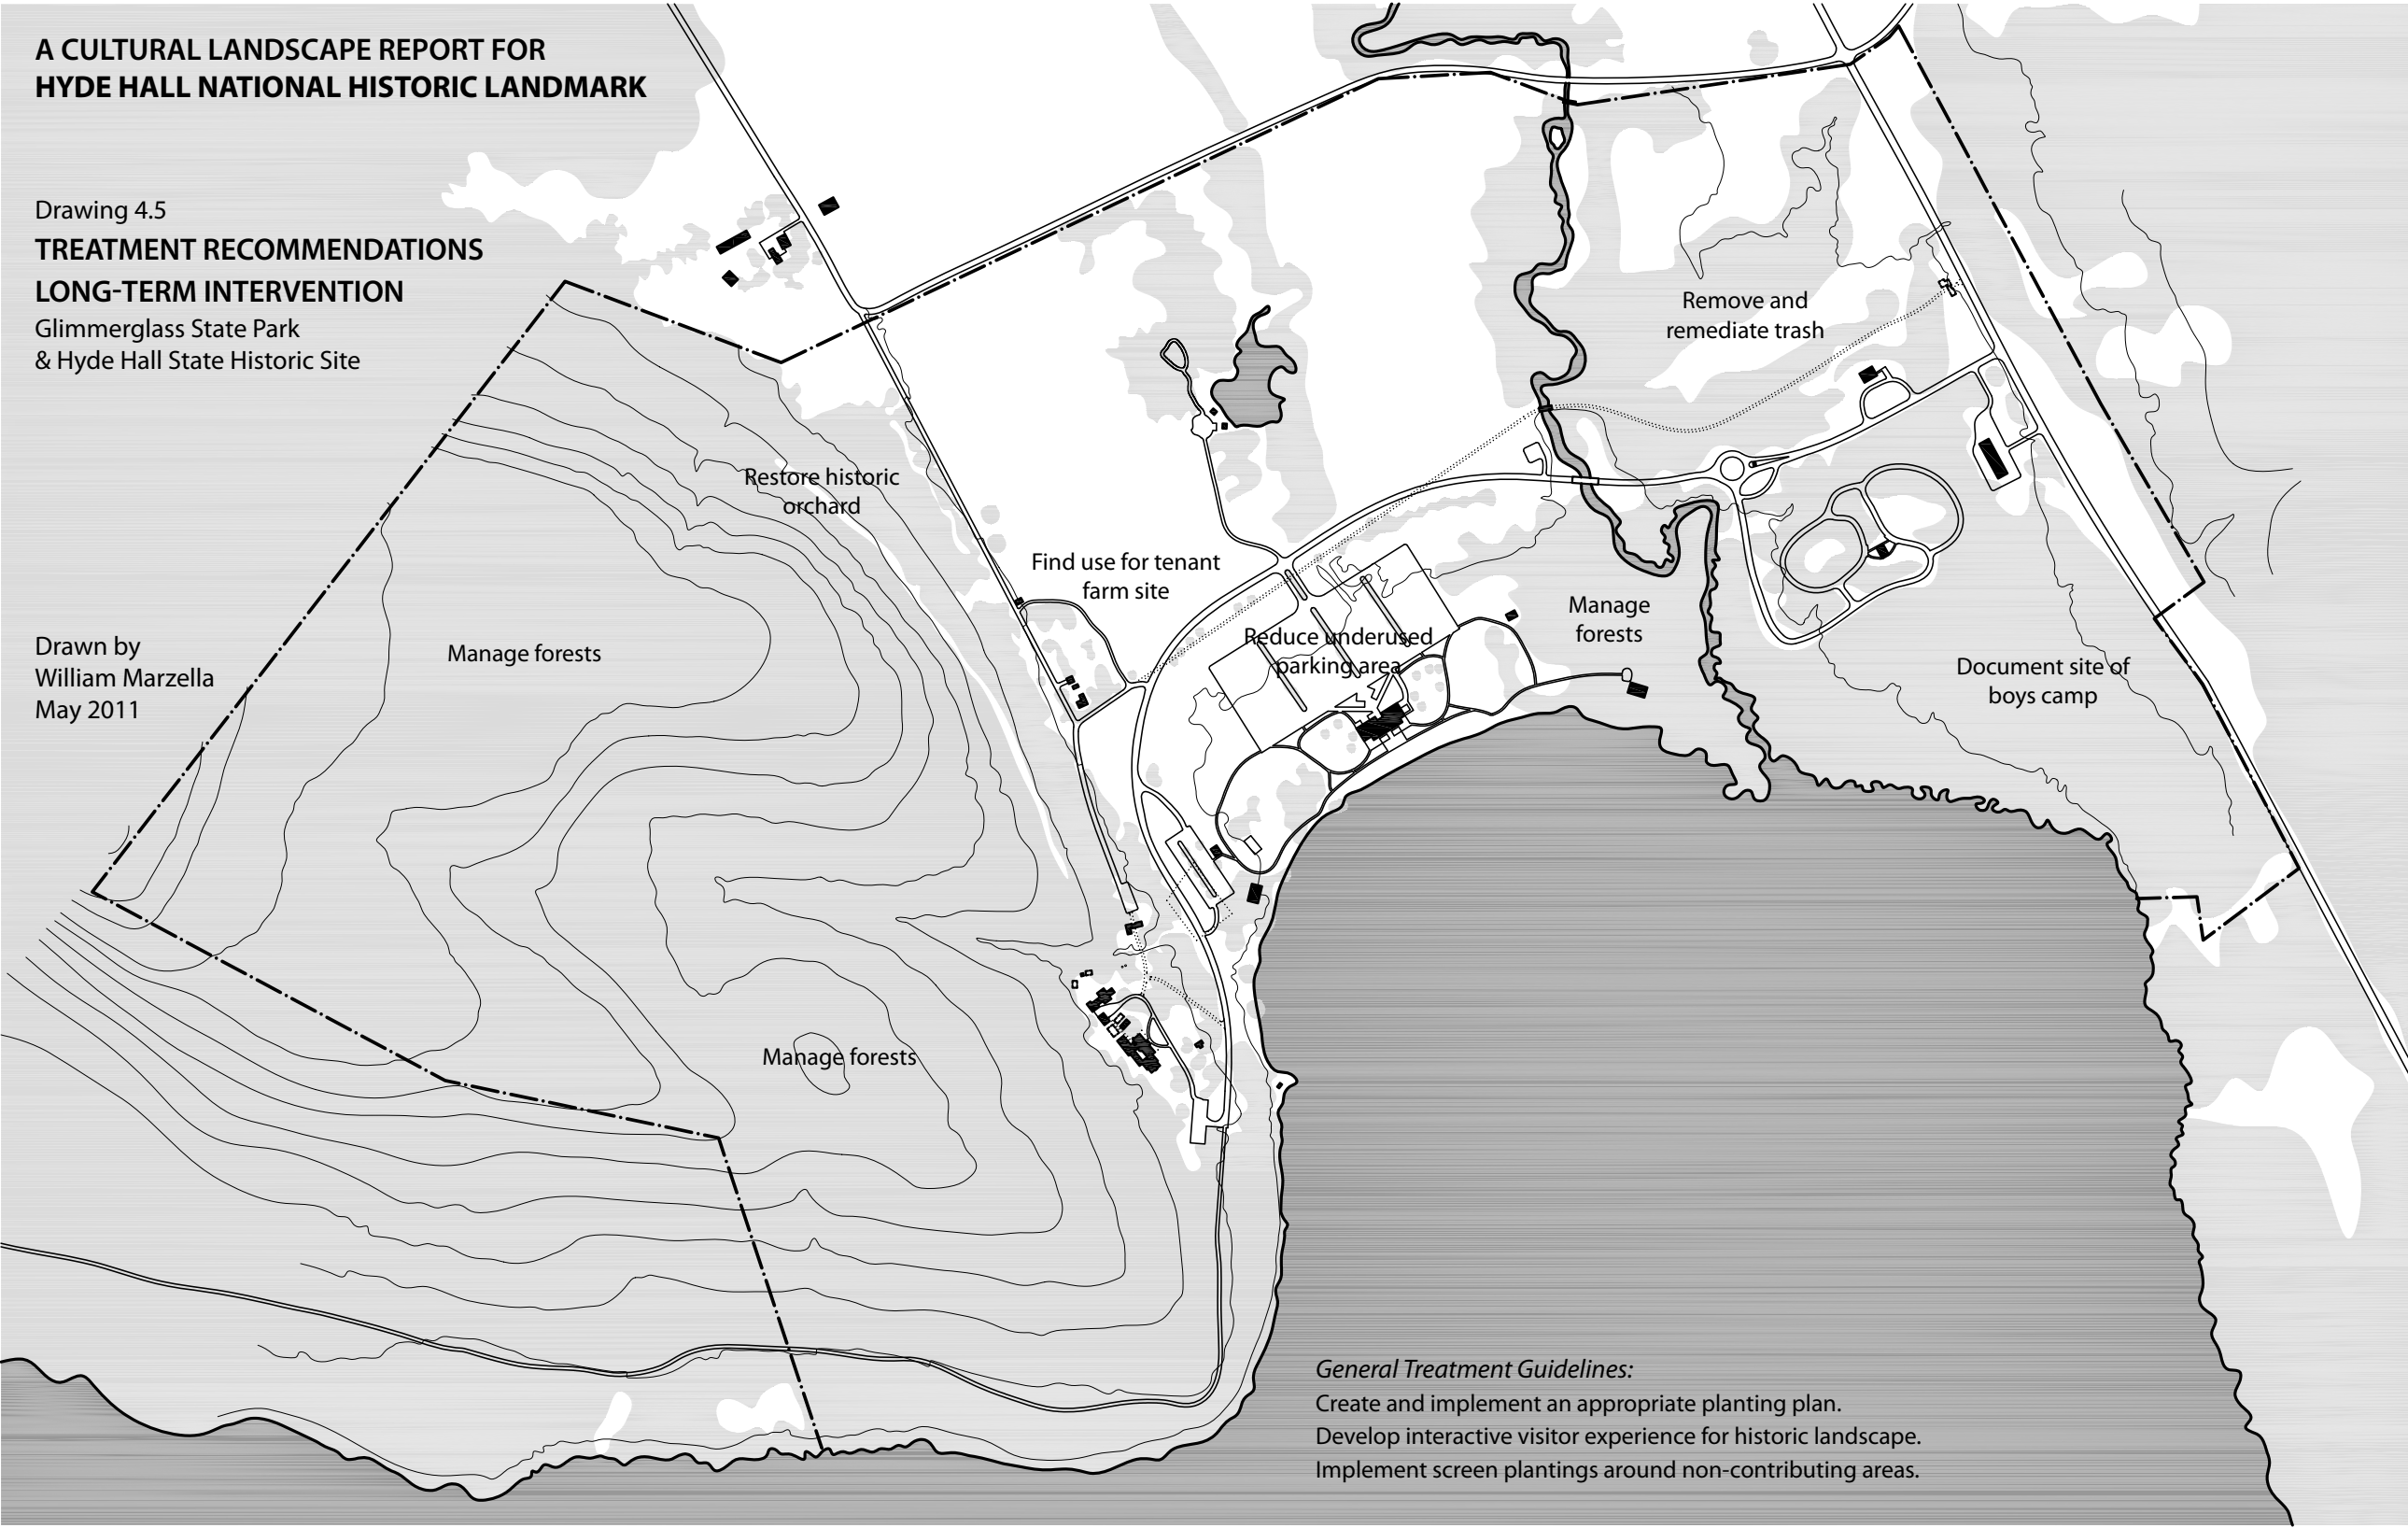 A CULTURAL LANDSCAPE REPORT FOR
HYDE HALL NATIONAL HISTORIC LANDMARK
Drawing 4.5
TREATMENT RECOMMENDATIONS
LONG-TERM INTERVENTION
Glimmerglass State Park
& Hyde Hall State Historic Site
Drawn by
William Marzella
May 2011
Remove and
remediate trash
Restore historic
orchard
Find use for tenant
farm site
Manage forests
Reduce underused
parking area
Manage
forests
Document site of
boys camp
Manage forests
General Treatment Guidelines:
Create and implement an appropriate planting plan.
Develop interactive visitor experience for historic landscape.
Implement screen plantings around non-contributing areas.